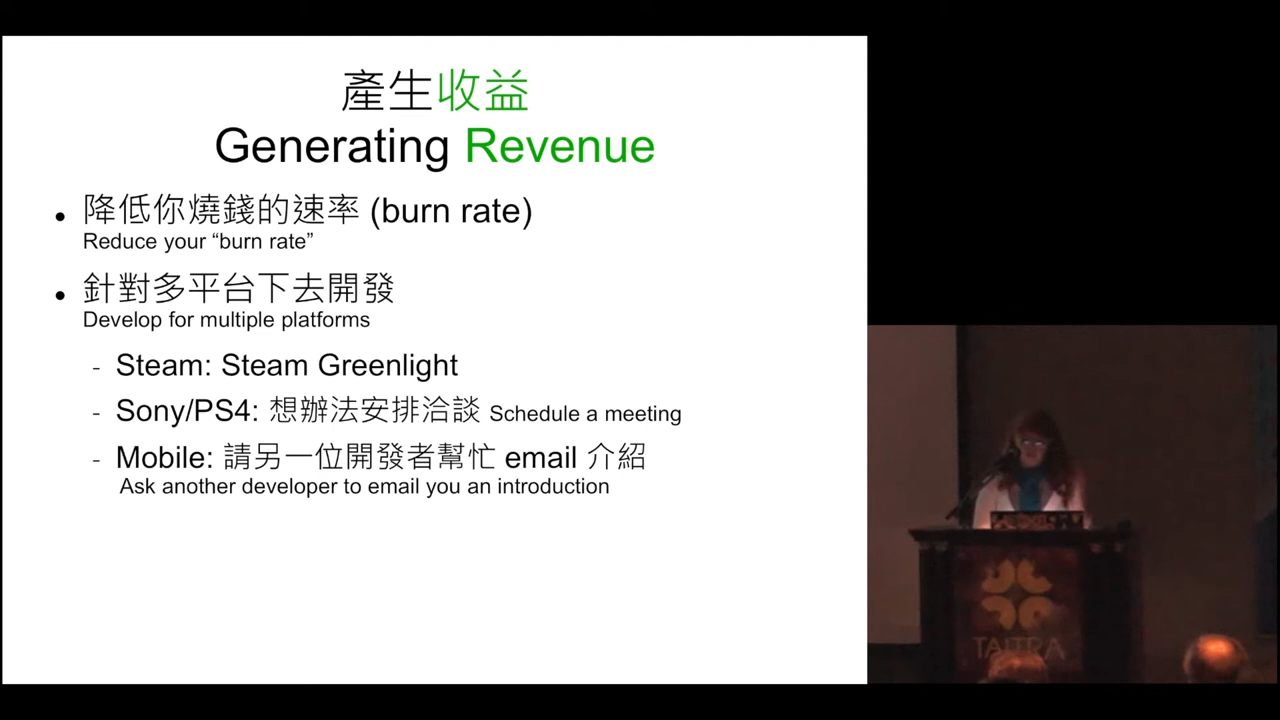 產生收益
Generating Revenue
降低你燒錢的速率 (burn rate)
Reduce your “burn rate”
針對多平台下去開發
Develop for multiple platforms
Steam: Steam Greenlight
Sony/PS4: 想辦法安排洽談 Schedule a meeting
Mobile: 請另一位開發者幫忙 email 介紹
Ask another developer to email you an introduction
TAITRA